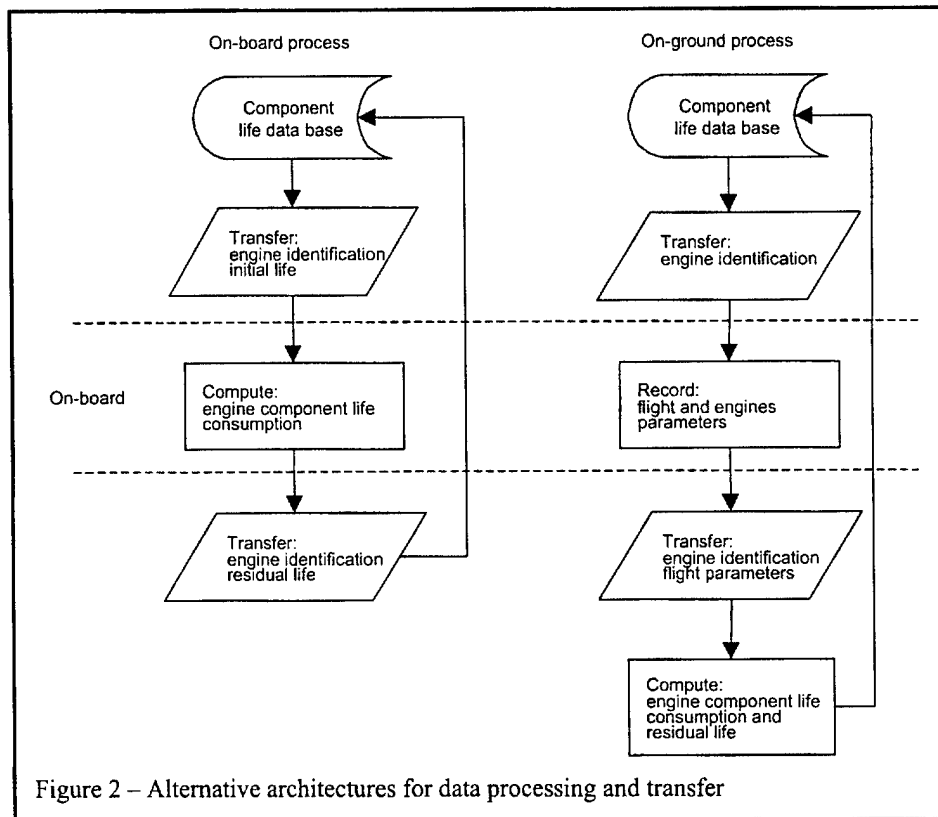 On-board process
Component
life data base
Transfer:
engine identification
initial life
On-board
Compute:
engine component life
consumption
Transfer:
engine identification
residual life
On-ground process
Component
life data base
Transfer:
engine identification
Record:
flight and engines
parameters
Transfer:
engine identification
flight parameters
Compute:
engine component life
consumption and
residual life
Figure 2 – Alternative architectures for data processing and transfer